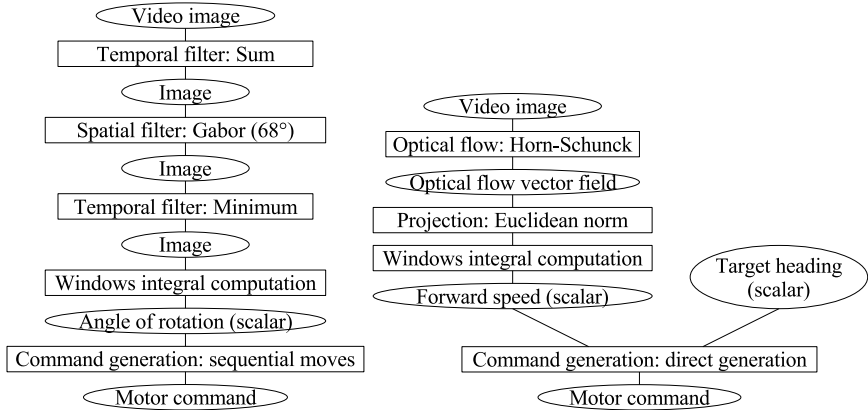 Video image
Temporal filter: Sum
Image
Spatial filter: Gabor (68°)
Image
Temporal filter: Minimum
Image
Windows integral computation
Angle of rotation (scalar)
Command generation: sequential moves
Motor command
Video image
Optical flow: Horn-Schunck
Optical flow vector field
Projection: Euclidean norm
Windows integral computation
Forward speed (scalar)
Target heading
(scalar)
Command generation: direct generation
Motor command